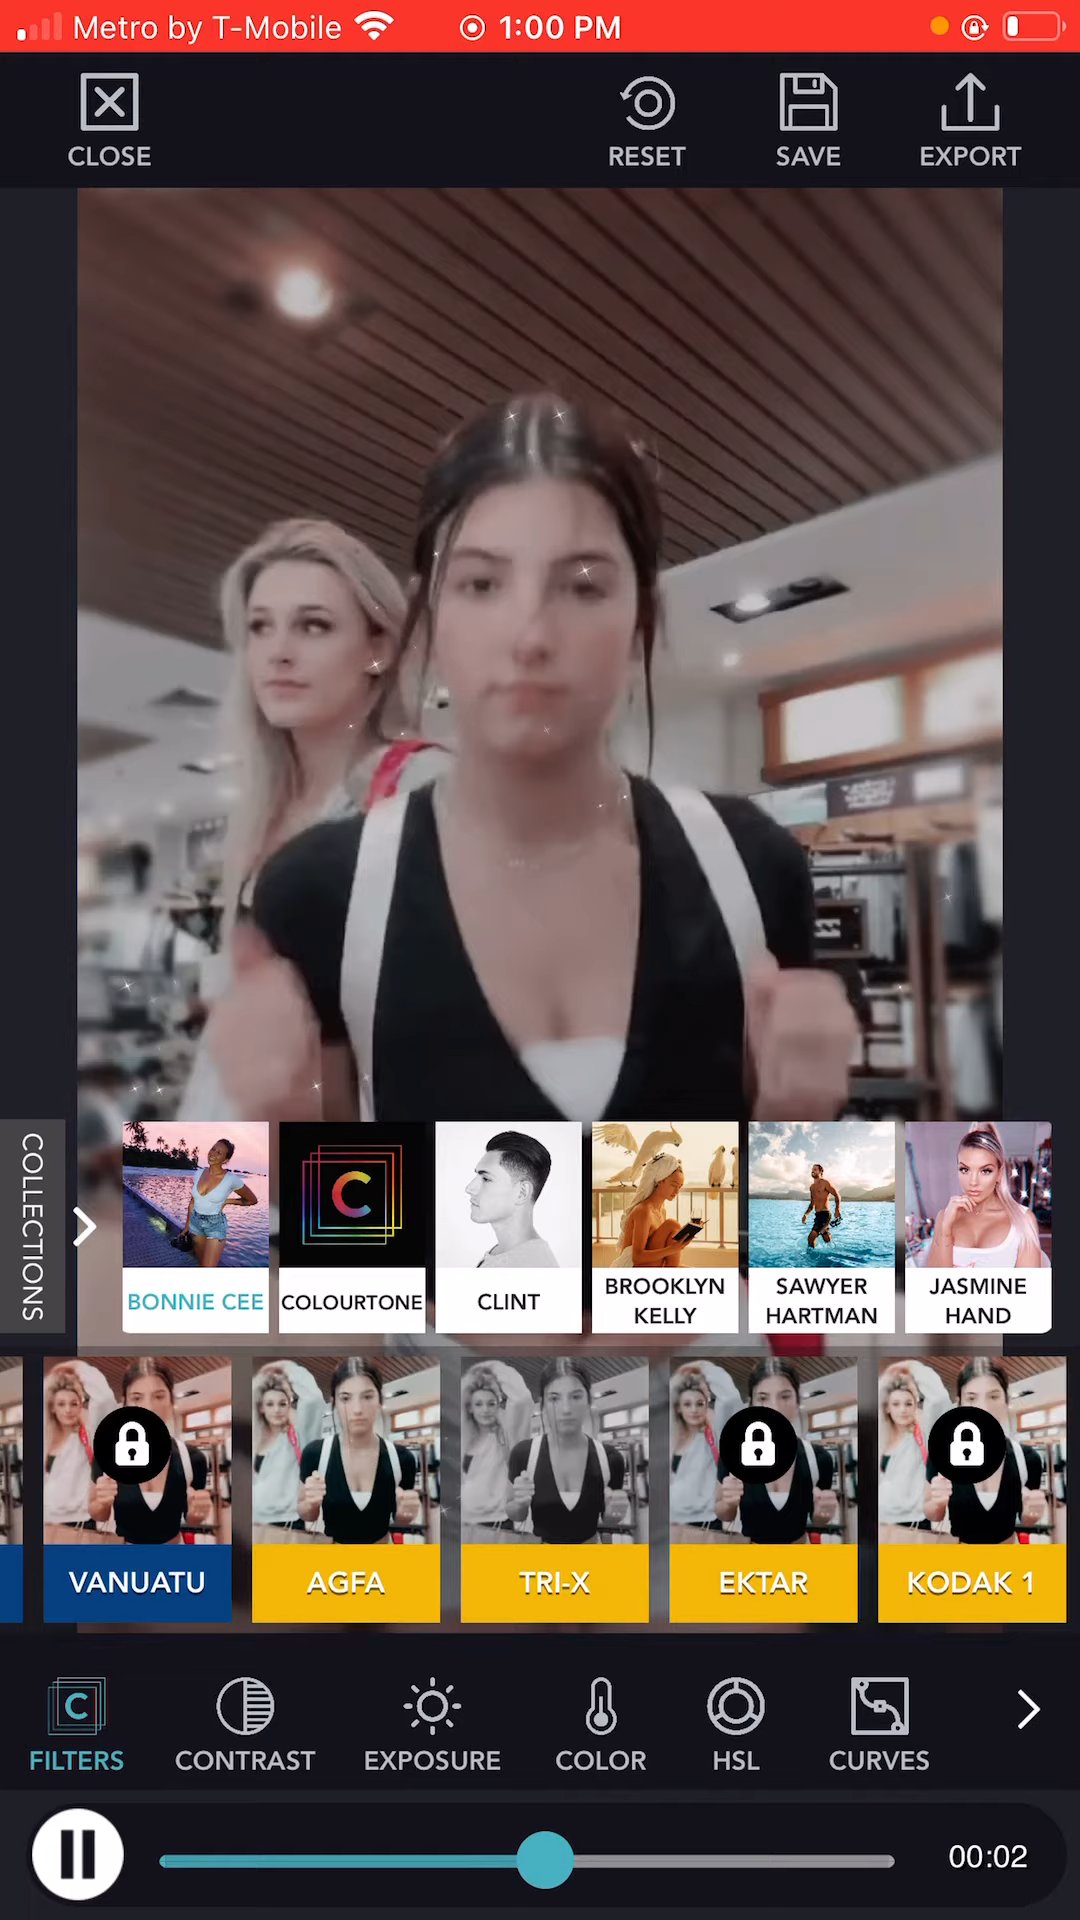 Metro by T-Mobile 1:00 PM
CLOSE RESET SAVE EXPORT
COLLECTIONS
BONNIE CEE COLOURTONE CLINT BROOKLYN KELLY SAWYER HARTMAN JASMINE HAND
VANUATU AGFA TRI-X EKTAR KODAK 1
FILTERS CONTRAST EXPOSURE COLOR HSL CURVES
00:02